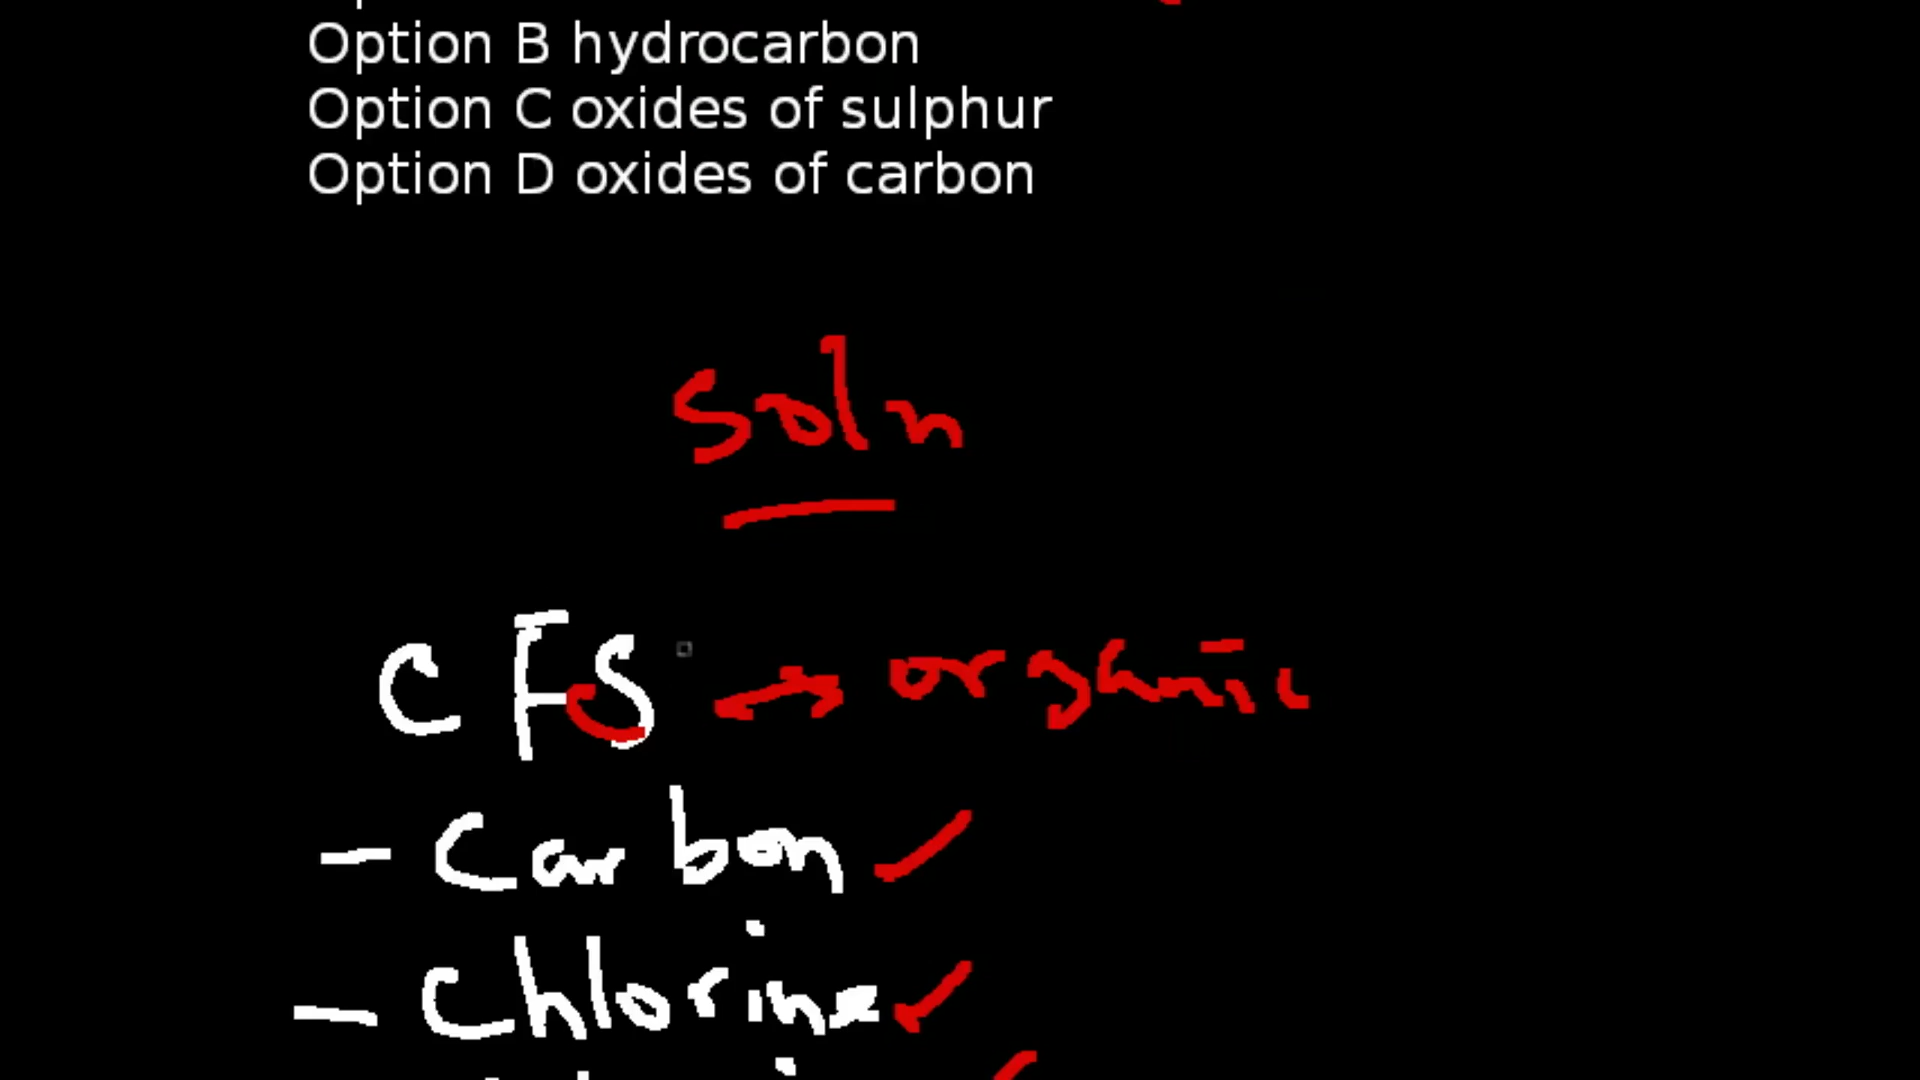 Option B hydrocarbon
Option C oxides of sulphur
Option D oxides of carbon
soln
CFS organic
- Carbon
- Chlorine